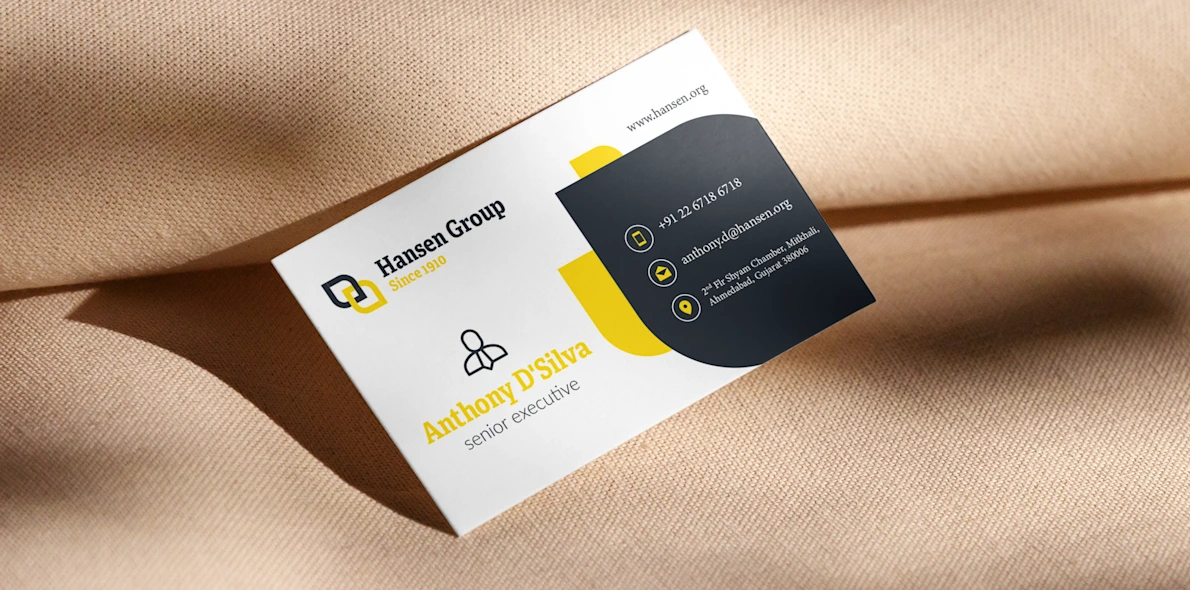 www.hansen.org
Hansen Group
Since 1910
+91 22 6718 6718
anthony.d@hansen.org
2nd Flr Shyam Chamber, Mitkhali,
Ahmedabad, Gujarat 380006
Anthony D'Silva
senior executive